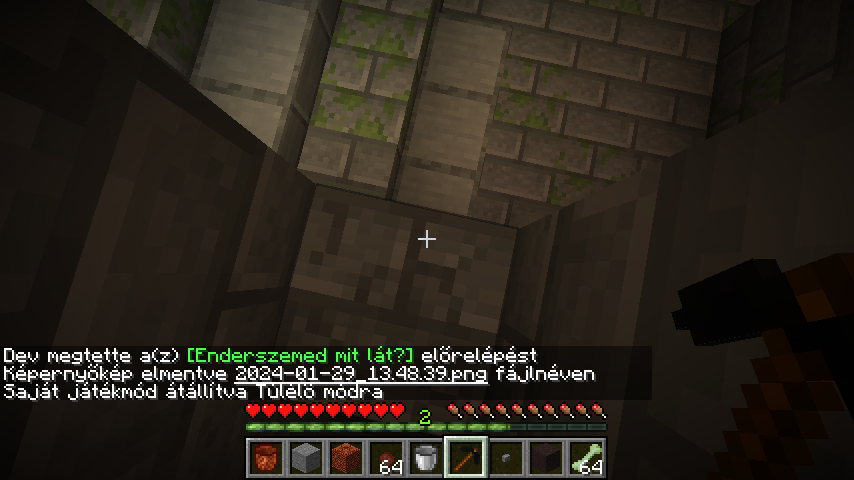 Dev megtette a(z) [Enderszemed mit lát?] előrelépést
Képernyőkép elmentve 2024-01-29_13.48.39.png fájlnéven
Saját játékmód átállítva Túlélő módra
2
64
64